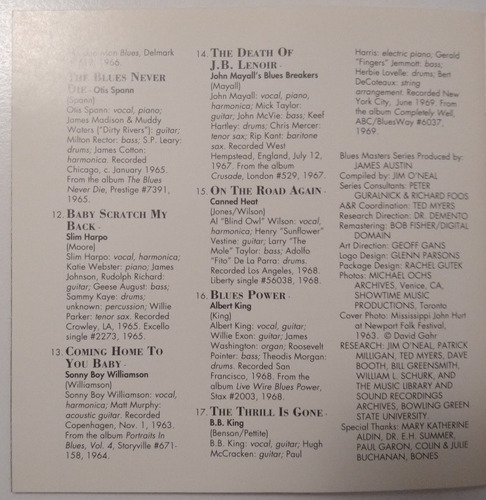 Blues, Delmark
1966.
THE BLUES NEVER
DIE - Otis Spann
(Spann)
Otis Spann: vocal, piano;
James Madison & Muddy
Waters ("Dirty Rivers"): guitar;
Milton Rector: bass; S.P. Leary:
drums; James Cotton:
harmonica. Recorded
Chicago, c. January 1965.
From the album The Blues
Never Die, Prestige #7391,
1965.
12. BABY SCRATCH MY
BACK -
Slim Harpo
(Moore)
Slim Harpo: vocal, harmonica;
Katie Webster: piano; James
Johnson, Rudolph Richard:
guitar; Geese August: bass;
Sammy Kaye: drums;
unknown: percussion; Willie
Parker: tenor sax. Recorded
Crowley, LA, 1965. Excello
single #2273, 1965.
13. COMING HOME TO
YOU BABY -
Sonny Boy Williamson
(Williamson)
Sonny Boy Williamson: vocal,
harmonica; Matt Murphy:
acoustic guitar. Recorded
Copenhagen, Nov. 1, 1963.
From the album Portraits In
Blues, Vol. 4, Storyville #671-
158, 1964.
14. THE DEATH OF
J.B. LENOIR -
John Mayall's Blues Breakers
(Mayall)
John Mayall: vocal, piano,
harmonica; Mick Taylor:
guitar; John McVie: bass; Keef
Hartley: drums; Chris Mercer:
tenor sax; Rip Kant: baritone
sax. Recorded West
Hempstead, England, July 12,
1967. From the album
Crusade, London #529, 1967.
15. ON THE ROAD AGAIN -
Canned Heat
(Jones/Wilson)
Al "Blind Owl" Wilson: vocal,
harmonica; Henry "Sunflower"
Vestine: guitar; Larry "The
Mole" Taylor: bass; Adolfo
"Fito" De La Parra: drums.
Recorded Los Angeles, 1968.
Liberty single #56038, 1968.
16. BLUES POWER -
Albert King
(King)
Albert King: vocal, guitar;
Willie Exon: guitar; James
Washington: organ; Roosevelt
Pointer: bass; Theodis Morgan:
drums. Recorded San
Francisco, 1968. From the
album Live Wire Blues Power,
Stax #2003, 1968.
17. THE THRILL IS GONE -
B.B. King
(Benson/Pettite)
B.B. King: vocal, guitar; Hugh
McCracken: guitar; Paul
Harris: electric piano; Gerald
"Fingers" Jemmott: bass;
Herbie Lovelle: drums; Bert
DeCoteaux: string
arrangement. Recorded New
York City, June 1969. From
the album Completely Well,
ABC/BluesWay #6037,
1969.
Blues Masters Series Produced by:
JAMES AUSTIN
Compiled by: JIM O'NEAL
Series Consultants: PETER
GURALNICK & RICHARD FOOS
A&R Coordination: TED MYERS
Research Direction: DR. DEMENTO
Remastering: BOB FISHER/DIGITAL
DOMAIN
Art Direction: GEOFF GANS
Logo Design: GLENN PARSONS
Package Design: RACHEL GUTEK
Photos: MICHAEL OCHS
ARCHIVES, Venice, CA,
SHOWTIME MUSIC
PRODUCTIONS, Toronto
Cover Photo: Mississippi John Hurt
at Newport Folk Festival,
1963. © David Gahr
RESEARCH: JIM O'NEAL, PATRICK
MILLIGAN, TED MYERS, DAVE
BOOTH, BILL GREENSMITH,
WILLIAM L. SCHURK, AND
THE MUSIC LIBRARY AND
SOUND RECORDINGS
ARCHIVES, BOWLING GREEN
STATE UNIVERSITY.
Special Thanks: MARY KATHERINE
ALDIN, DR. E.H. SUMMER,
PAUL GARON, COLIN & JULIE
BUCHANAN, BONES